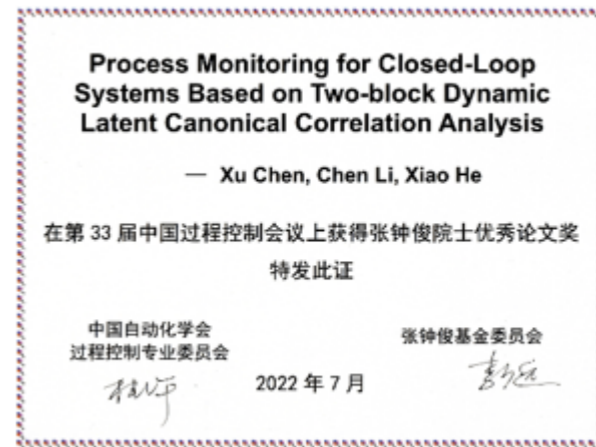 Process Monitoring for Closed-Loop
Systems Based on Two-block Dynamic
Latent Canonical Correlation Analysis
— Xu Chen, Chen Li, Xiao He
在第 33 届中国过程控制会议上获得张钟俊院士优秀论文奖
特发此证
中国自动化学会
过程控制专业委员会
张钟俊基金委员会
2022 年 7 月